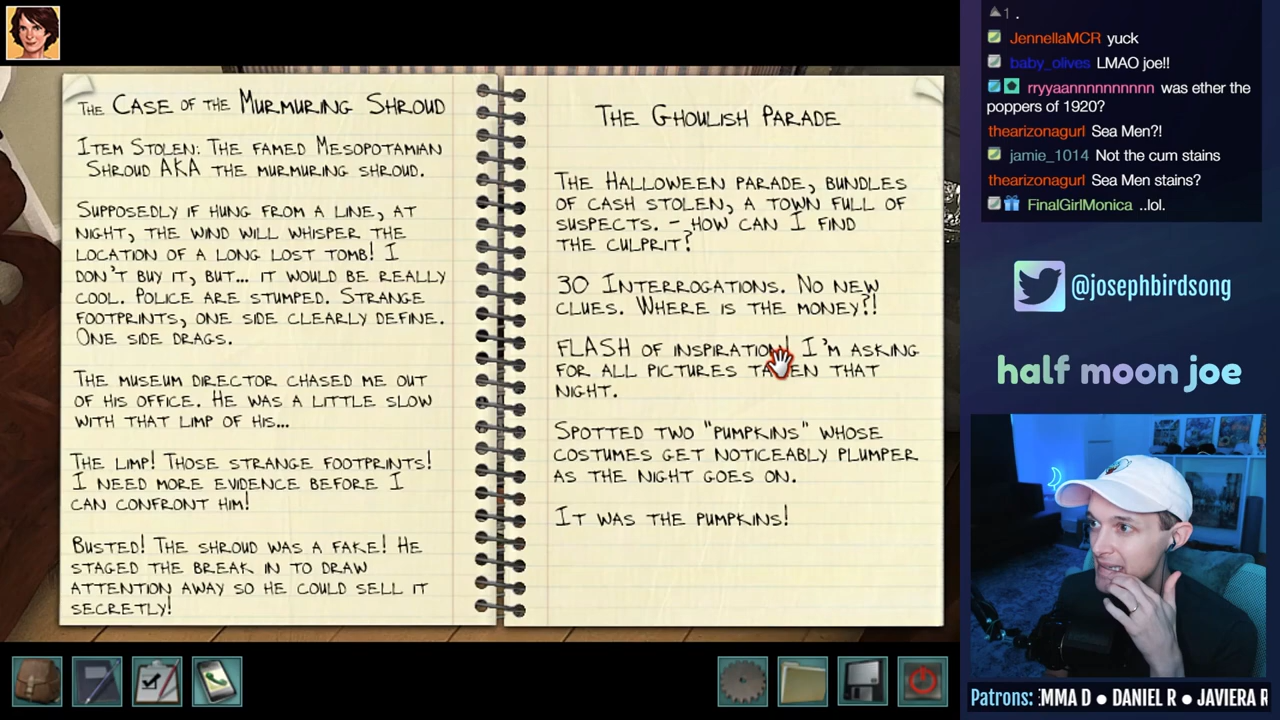 The Case of the Murmuring Shroud
Item Stolen: The famed Mesopotamian
Shroud AKA the murmuring shroud.
Supposedly if hung from a line, at
night, the wind will whisper the
location of a long lost tomb! I
don't buy it, but... it would be really
cool. Police are stumped. Strange
footprints, one side clearly define.
One side drags.
The museum director chased me out
of his office. He was a little slow
with that limp of his...
The limp! Those strange footprints!
I need more evidence before I
can confront him!
Busted! The shroud was a fake! He
staged the break in to draw
attention away so he could sell it
secretly!
The Ghoulish Parade
The Halloween parade, bundles
of cash stolen, a town full of
suspects. - How can I find
the culprit?
30 Interrogations. No new
clues. Where is the money?!
FLASH of inspiration! I'm asking
for all pictures taken that
night.
Spotted two "pumpkins" whose
costumes get noticeably plumper
as the night goes on.
It was the pumpkins!
1 .
JennellaMCR yuck
baby_olives LMAO joe!!
rryyaannnnnnnnnn was ether the
poppers of 1920?
thearizonagurl Sea Men?!
jamie_1014 Not the cum stains
thearizonagurl Sea Men stains?
FinalGirlMonica ..lol.
@josephbirdsong
half moon joe
Patrons: EMMA D ● DANIEL R ● JAVIERA R